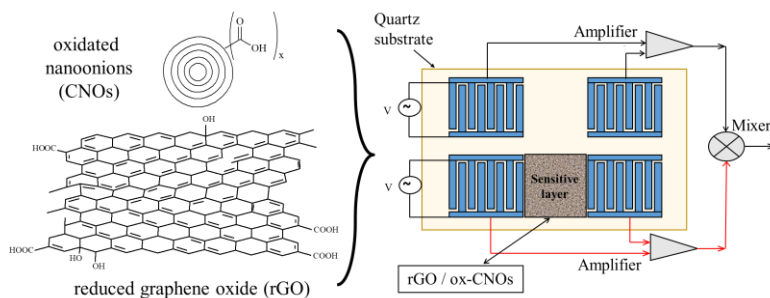 oxidated
nanoonions
(CNOs)
O
OH
x
OH
HOOC
HOOC
HO
OH
COOH
COOH
reduced graphene oxide (rGO)
Quartz
substrate
Amplifier
V
~
Mixer
V
~
Sensitive
layer
rGO / ox-CNOs
Amplifier